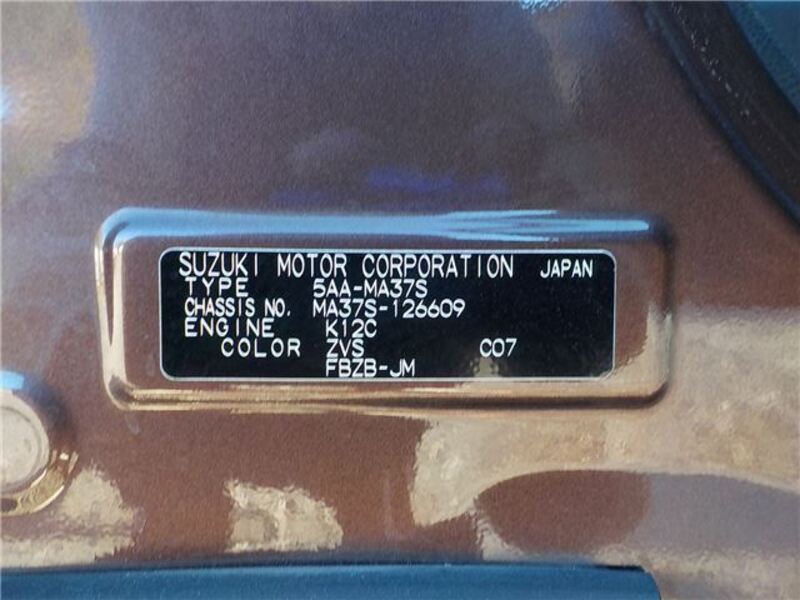 SUZUKI MOTOR CORPORATION JAPAN
TYPE 5AA-MA37S
CHASSIS NO. MA37S-126609
ENGINE K12C
COLOR ZVS C07
FBZB-JM